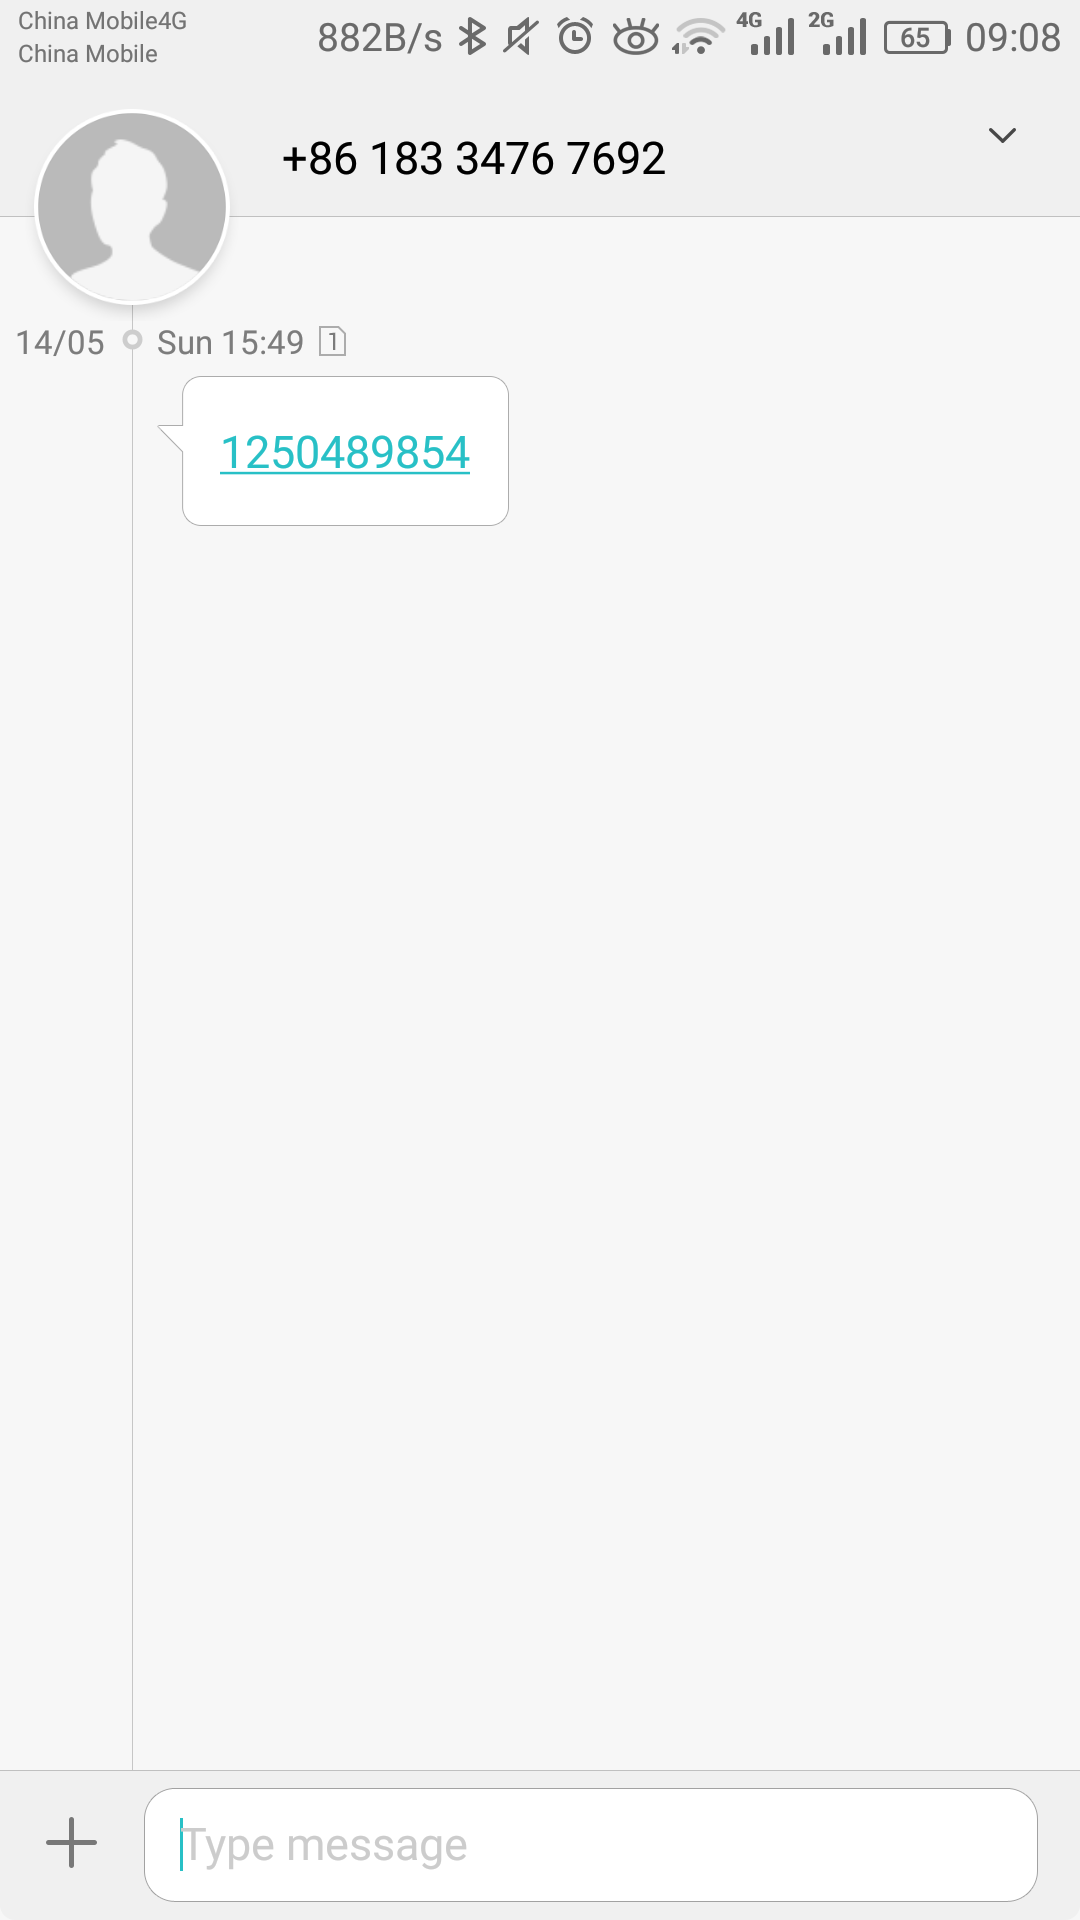 China Mobile4G
China Mobile
882B/s 4G 2G 65 09:08
+86 183 3476 7692
14/05 Sun 15:49 1
1250489854
Type message